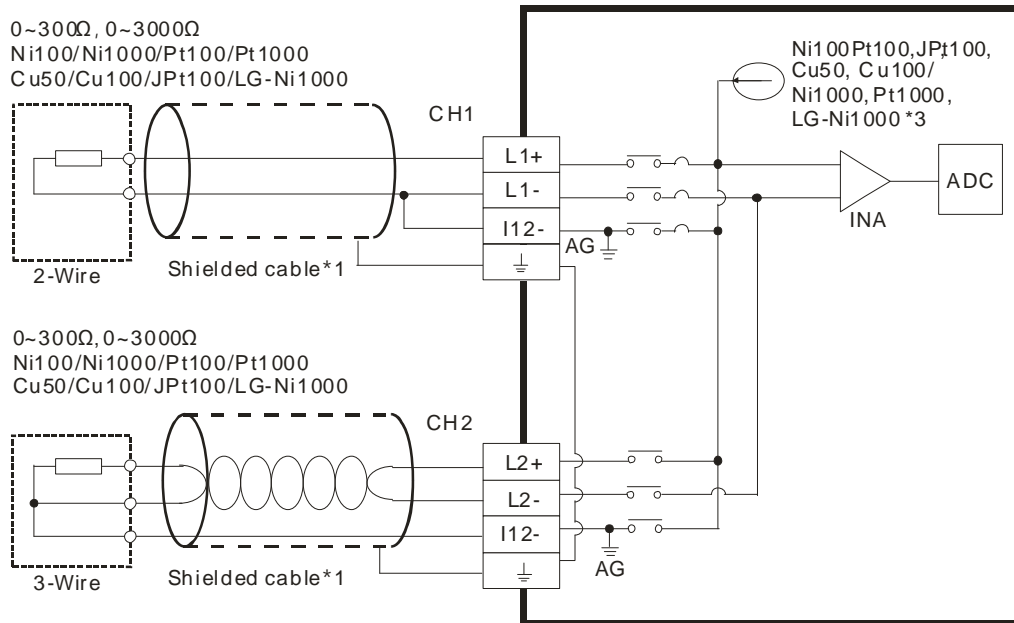 0~300Ω, 0~3000Ω
Ni100/Ni1000/Pt100/Pt1000
Cu50/Cu100/JPt100/LG-Ni1000
CH1
2-Wire
Shielded cable*1
L1+
L1-
I12-
AG
Ni100Pt100,JPt100,
Cu50, Cu100/
Ni1000, Pt1000,
LG-Ni1000 *3
INA
ADC
0~300Ω, 0~3000Ω
Ni100/Ni1000/Pt100/Pt1000
Cu50/Cu100/JPt100/LG-Ni1000
CH2
3-Wire
Shielded cable*1
L2+
L2-
I12-
AG